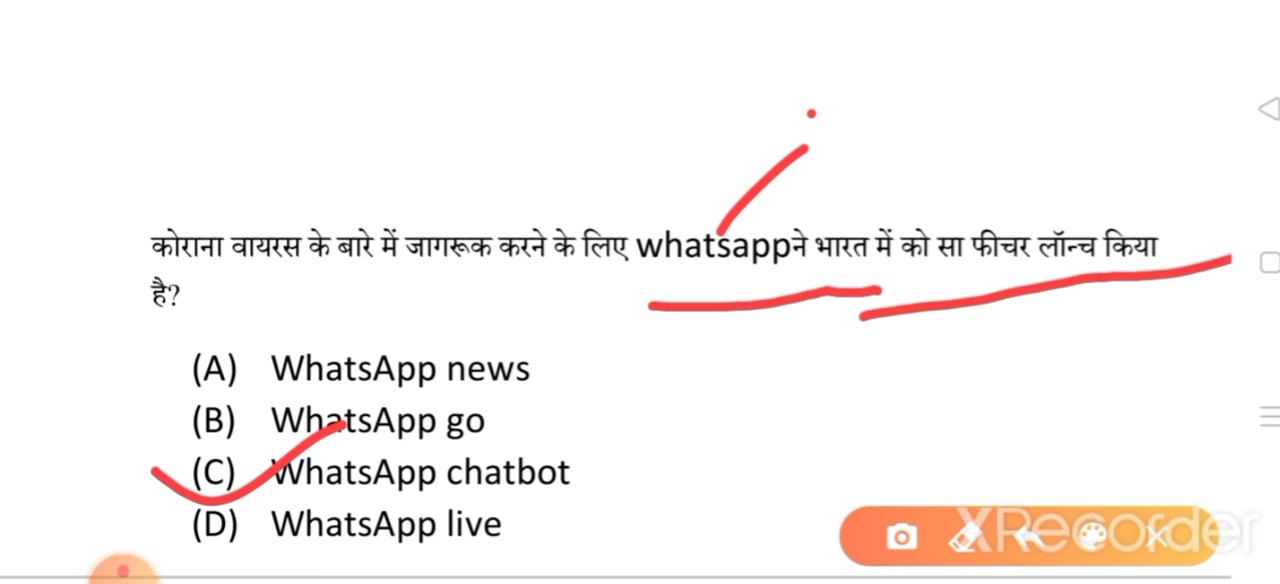 कोराना वायरस के बारे में जागरूक करने के लिए whatsappने भारत में को सा फीचर लॉन्च किया
है?
(A) WhatsApp news
(B) WhatsApp go
(C) WhatsApp chatbot
(D) WhatsApp live
XRecorder